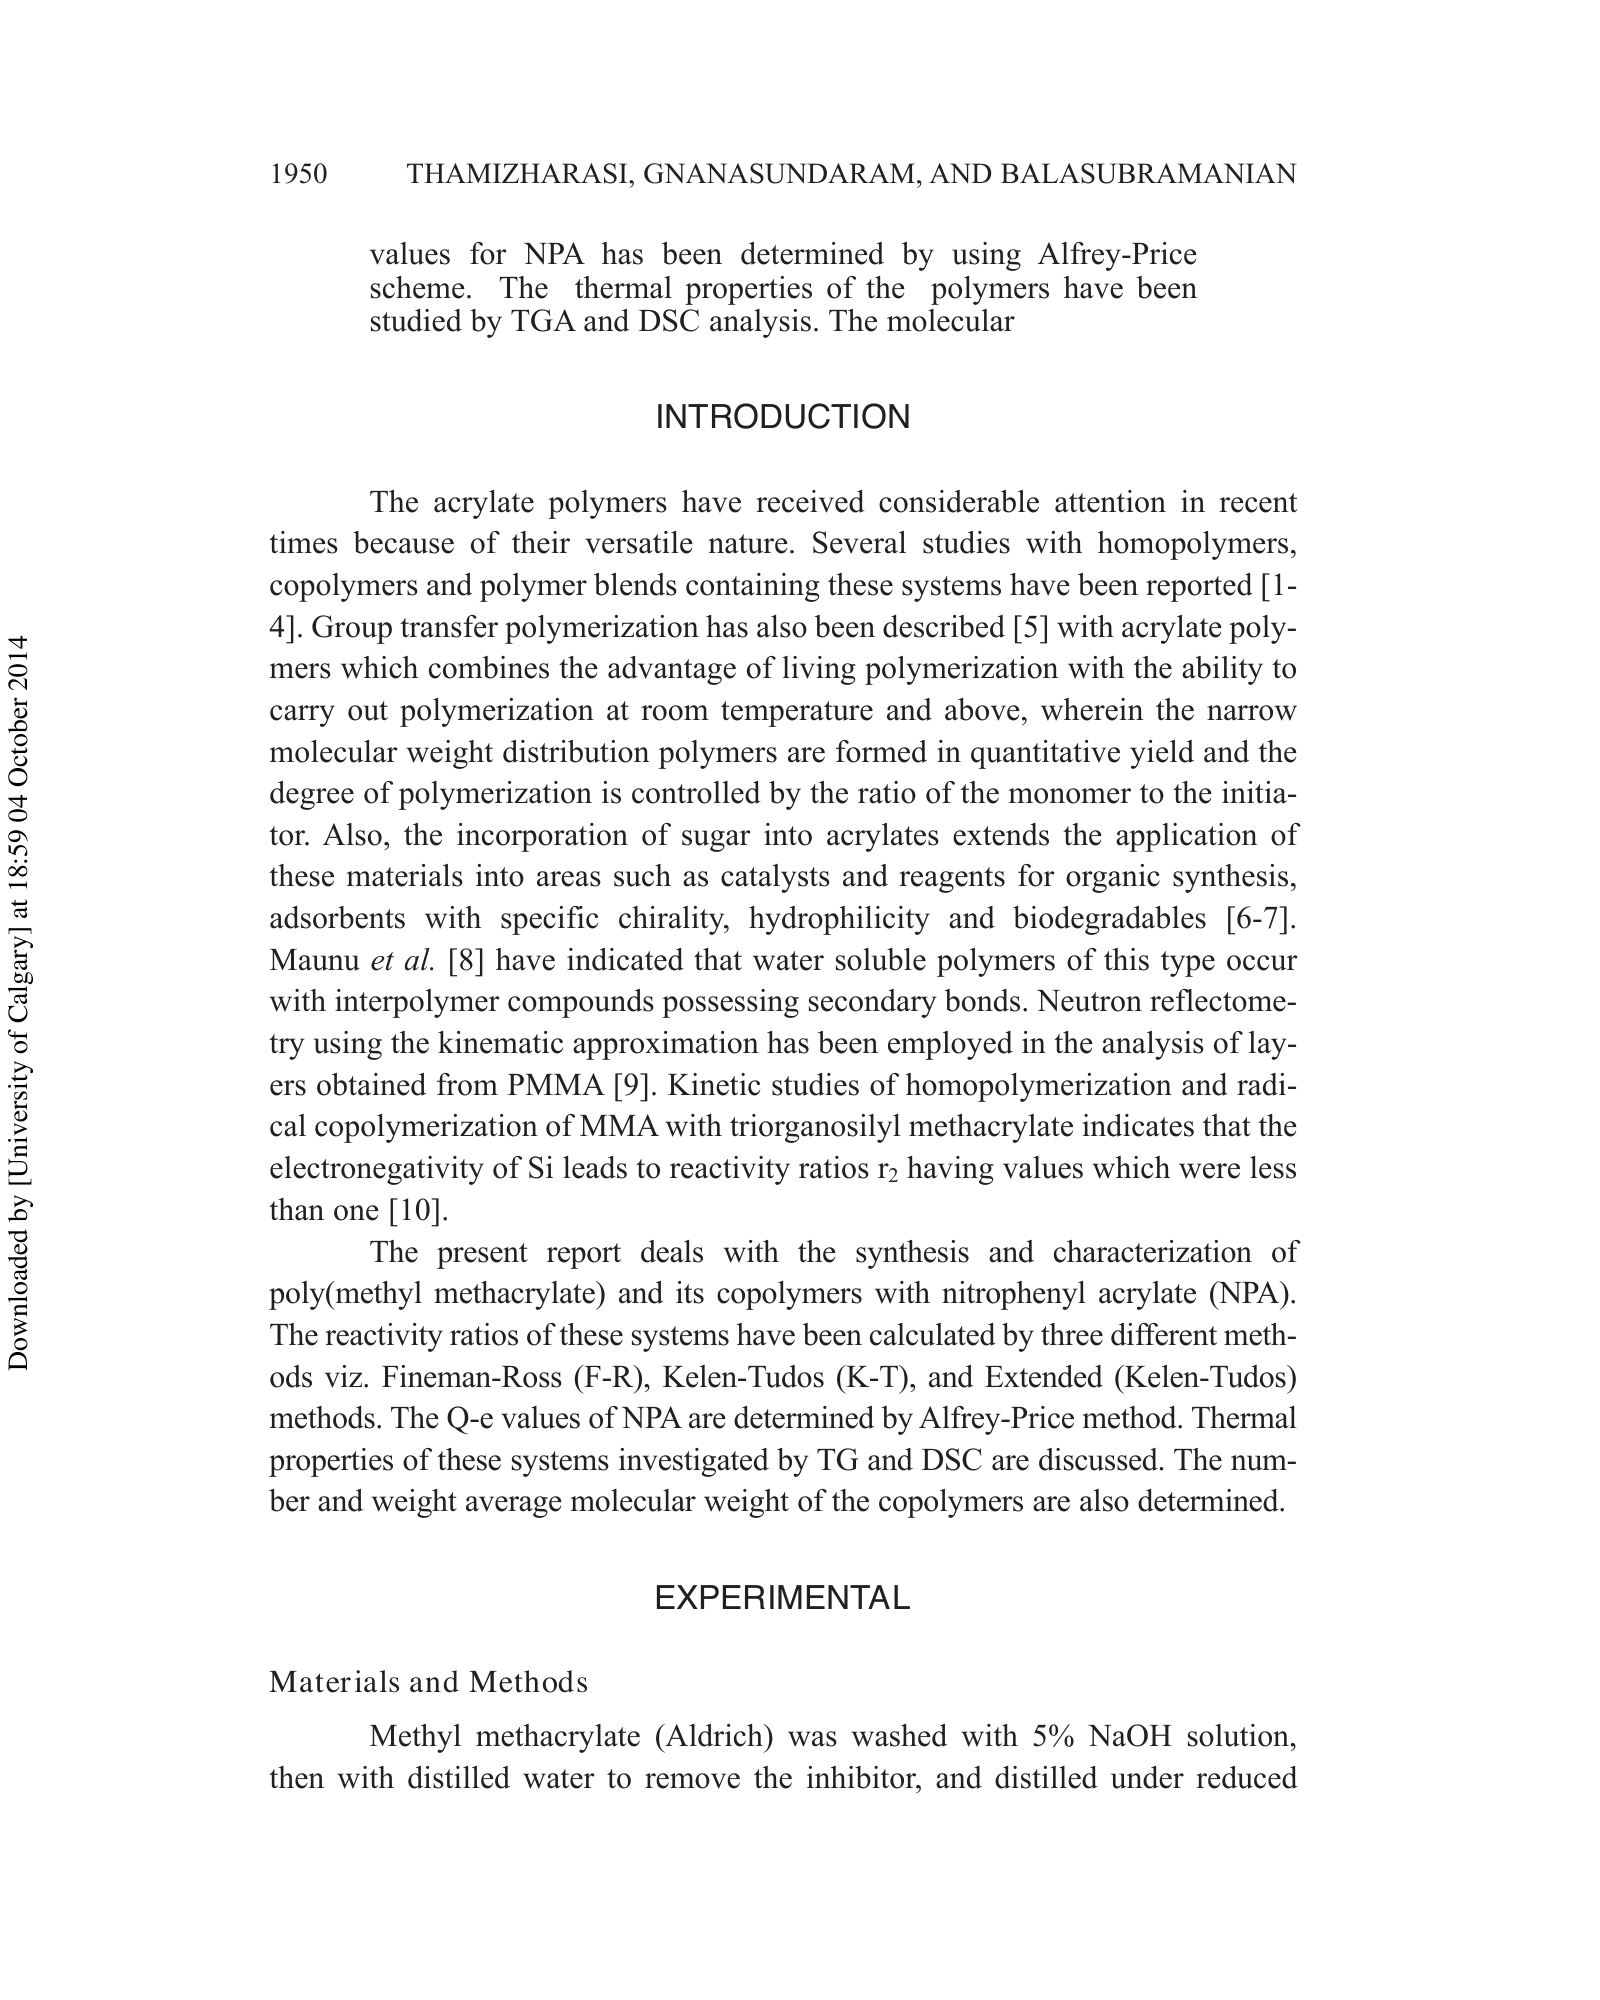 1950 THAMIZHARASI, GNANASUNDARAM, AND BALASUBRAMANIAN
values for NPA has been determined by using Alfrey-Price
scheme. The thermal properties of the polymers have been
studied by TGA and DSC analysis. The molecular
INTRODUCTION
The acrylate polymers have received considerable attention in recent
times because of their versatile nature. Several studies with homopolymers,
copolymers and polymer blends containing these systems have been reported [1-
4]. Group transfer polymerization has also been described [5] with acrylate poly-
mers which combines the advantage of living polymerization with the ability to
carry out polymerization at room temperature and above, wherein the narrow
molecular weight distribution polymers are formed in quantitative yield and the
degree of polymerization is controlled by the ratio of the monomer to the initia-
tor. Also, the incorporation of sugar into acrylates extends the application of
these materials into areas such as catalysts and reagents for organic synthesis,
adsorbents with specific chirality, hydrophilicity and biodegradables [6-7].
Maunu et al. [8] have indicated that water soluble polymers of this type occur
with interpolymer compounds possessing secondary bonds. Neutron reflectome-
try using the kinematic approximation has been employed in the analysis of lay-
ers obtained from PMMA [9]. Kinetic studies of homopolymerization and radi-
cal copolymerization of MMA with triorganosilyl methacrylate indicates that the
electronegativity of Si leads to reactivity ratios r₂ having values which were less
than one [10].
The present report deals with the synthesis and characterization of
poly(methyl methacrylate) and its copolymers with nitrophenyl acrylate (NPA).
The reactivity ratios of these systems have been calculated by three different meth-
ods viz. Fineman-Ross (F-R), Kelen-Tudos (K-T), and Extended (Kelen-Tudos)
methods. The Q-e values of NPA are determined by Alfrey-Price method. Thermal
properties of these systems investigated by TG and DSC are discussed. The num-
ber and weight average molecular weight of the copolymers are also determined.
EXPERIMENTAL
Materials and Methods
Methyl methacrylate (Aldrich) was washed with 5% NaOH solution,
then with distilled water to remove the inhibitor, and distilled under reduced
Downloaded by [University of Calgary] at 18:59 04 October 2014